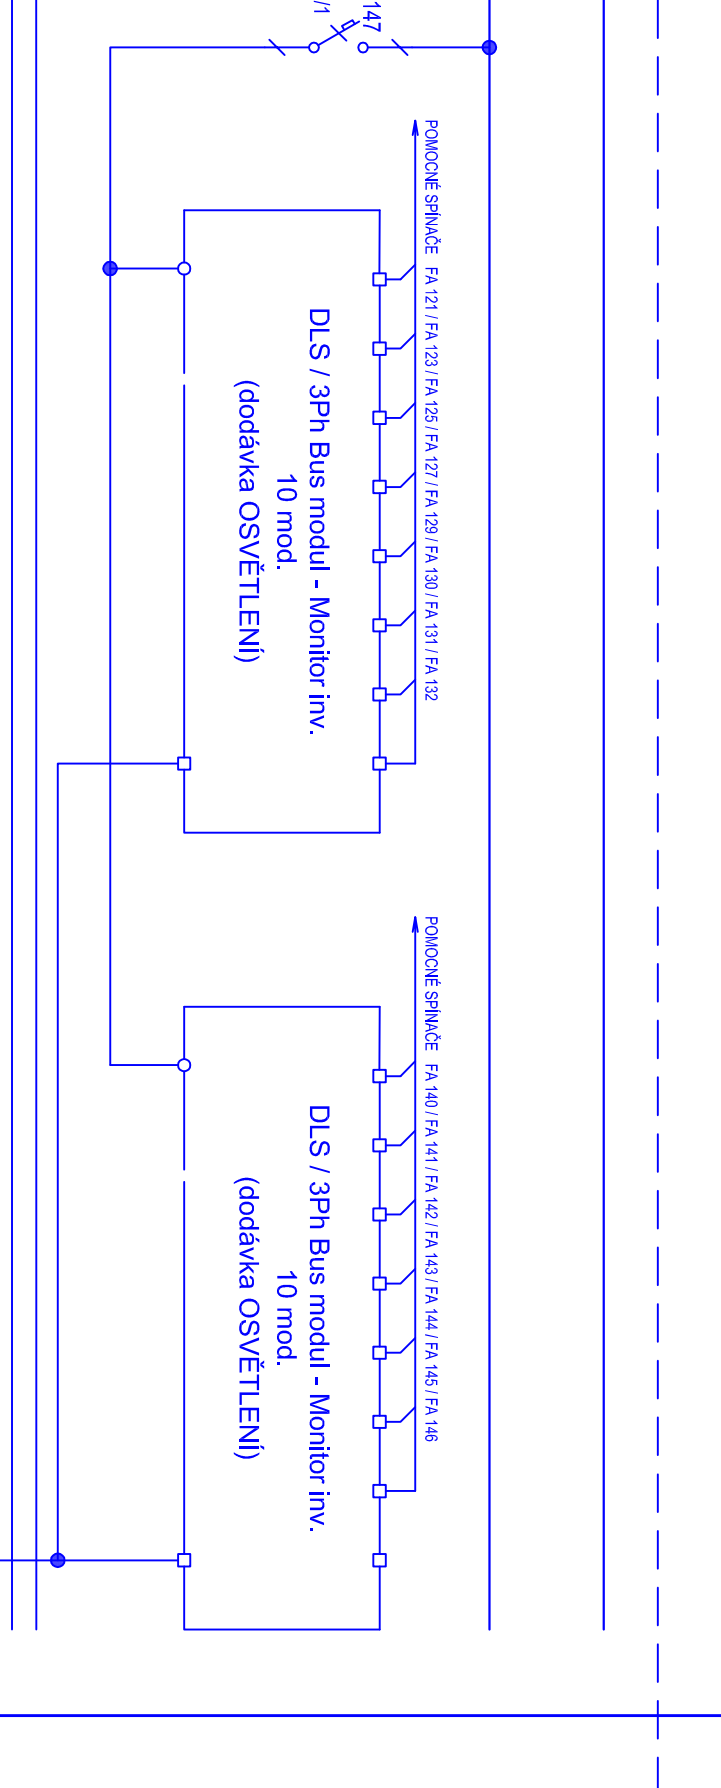 147
/1
POMOCNÉ SPÍNAČE FA 121 / FA 123 / FA 125 / FA 127 / FA 129 / FA 130 / FA 131 / FA 132
DLS / 3Ph Bus modul - Monitor inv.
10 mod.
(dodávka OSVĚTLENÍ)
POMOCNÉ SPÍNAČE FA 140 / FA 141 / FA 142 / FA 143 / FA 144 / FA 145 / FA 146
DLS / 3Ph Bus modul - Monitor inv.
10 mod.
(dodávka OSVĚTLENÍ)